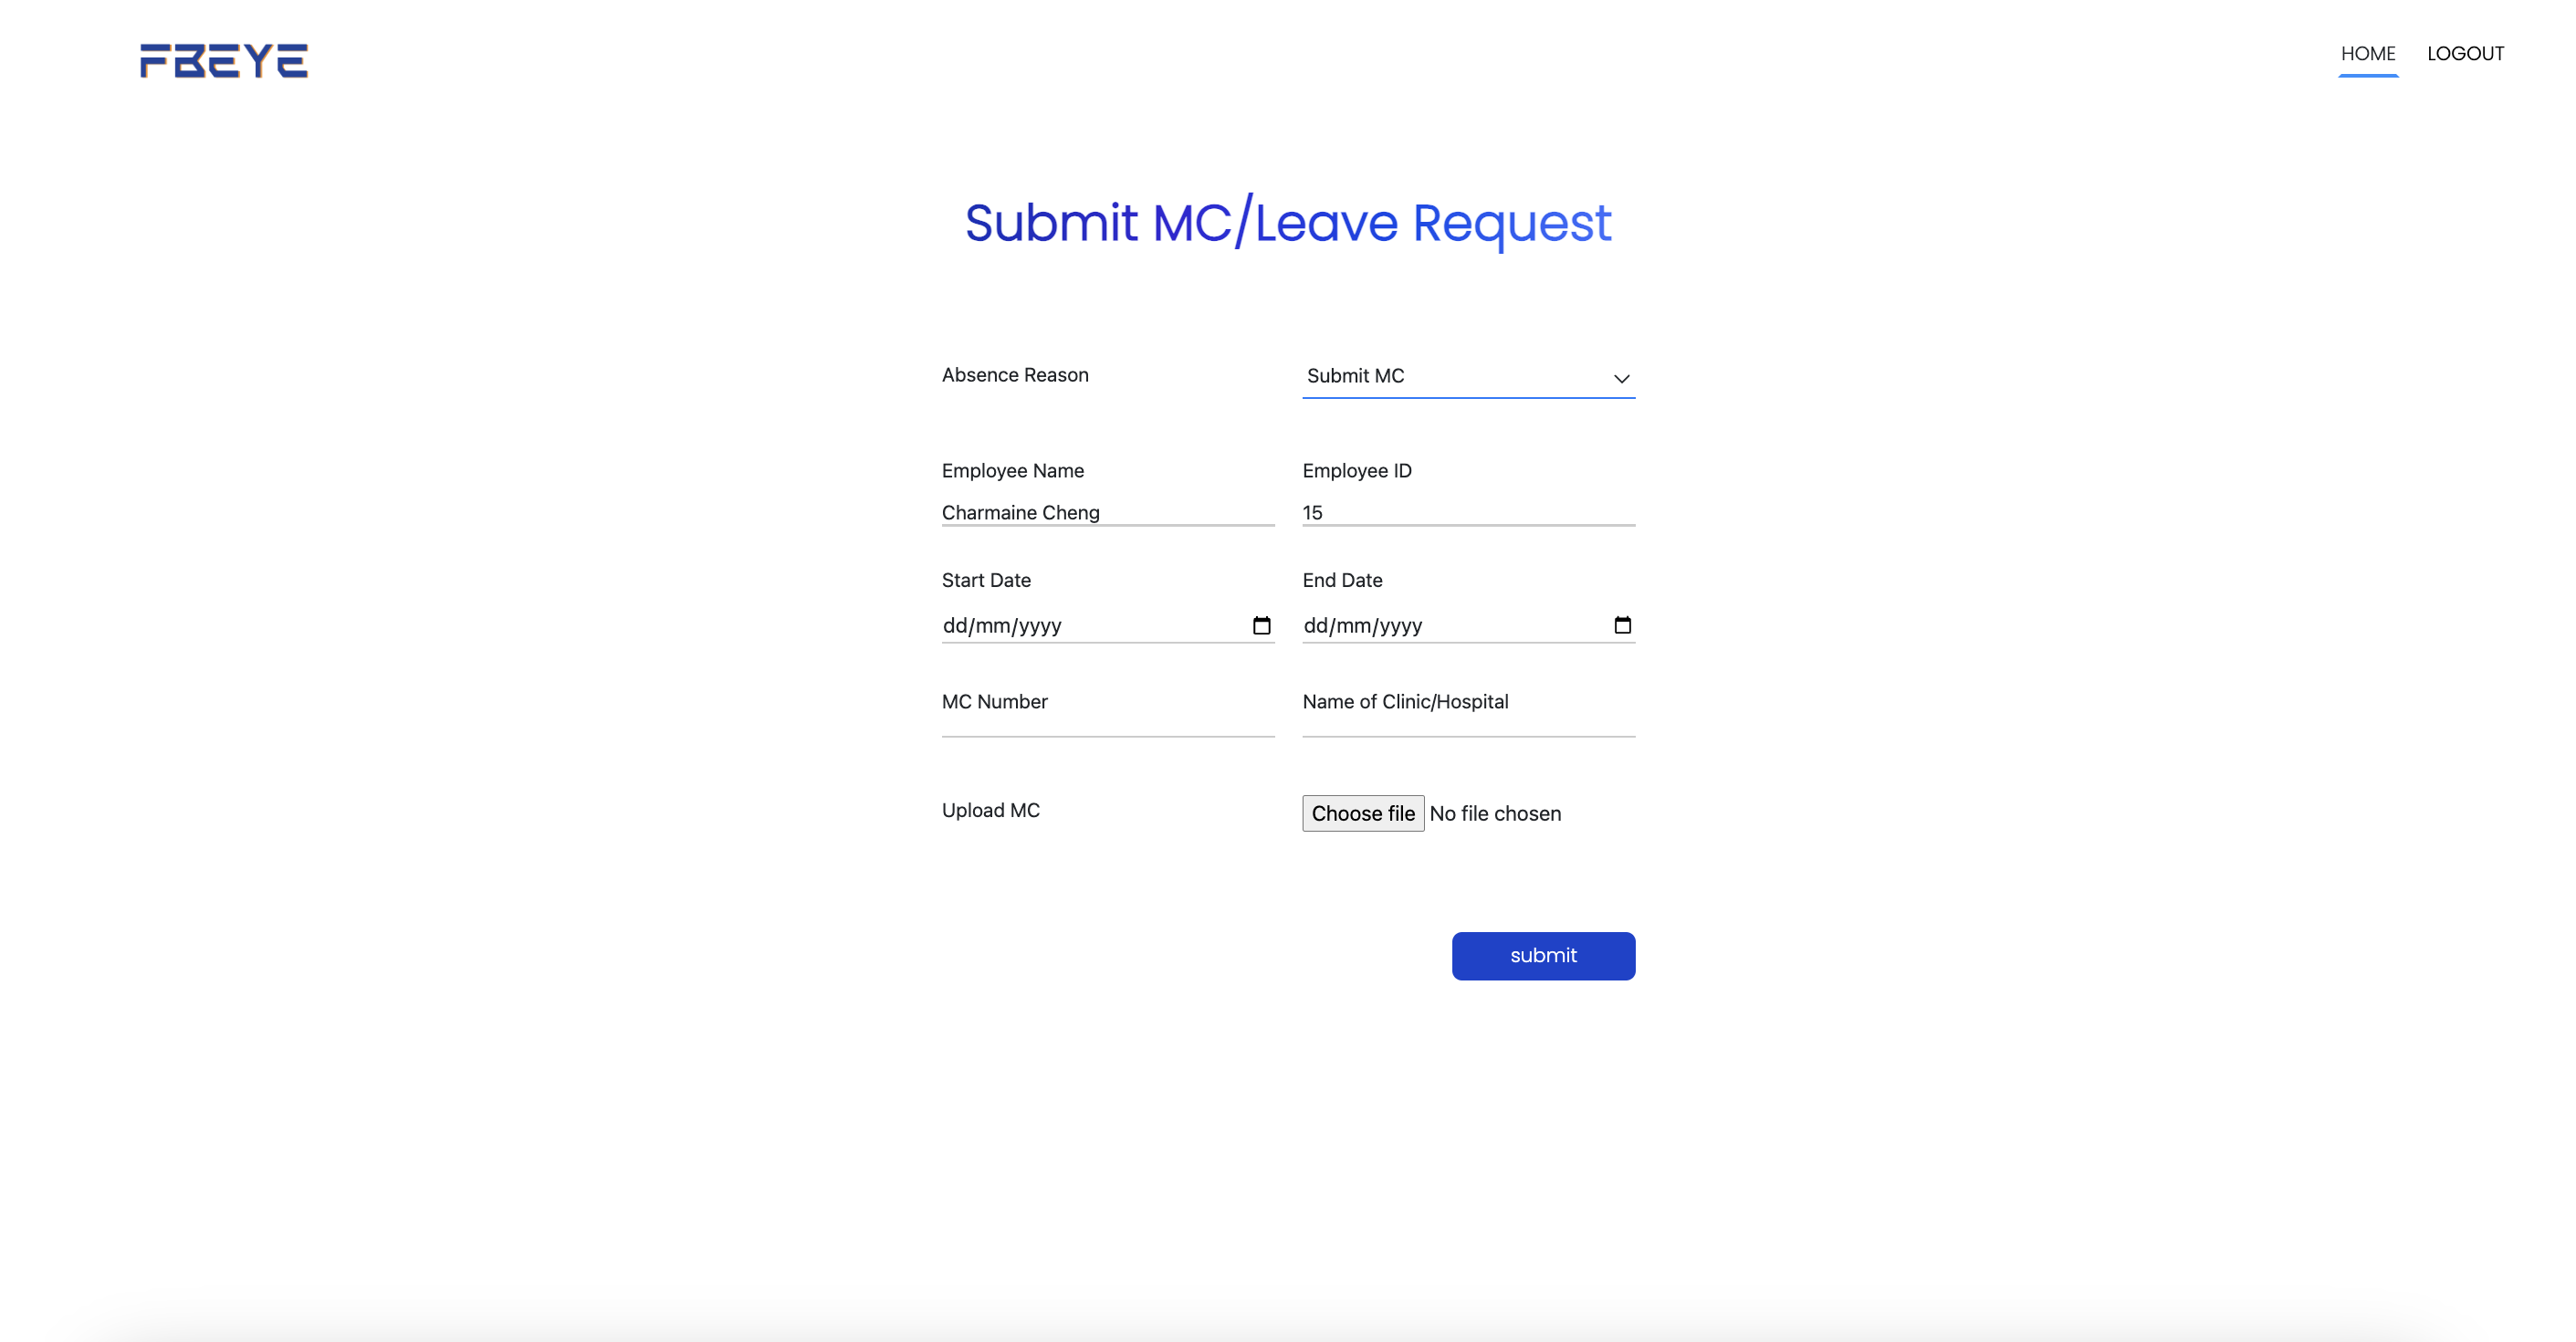 FBEYE
HOME LOGOUT
Submit MC/Leave Request
Absence Reason Submit MC
Employee Name Employee ID
Charmaine Cheng 15
Start Date End Date
dd/mm/yyyy dd/mm/yyyy
MC Number Name of Clinic/Hospital
Upload MC Choose file No file chosen
submit